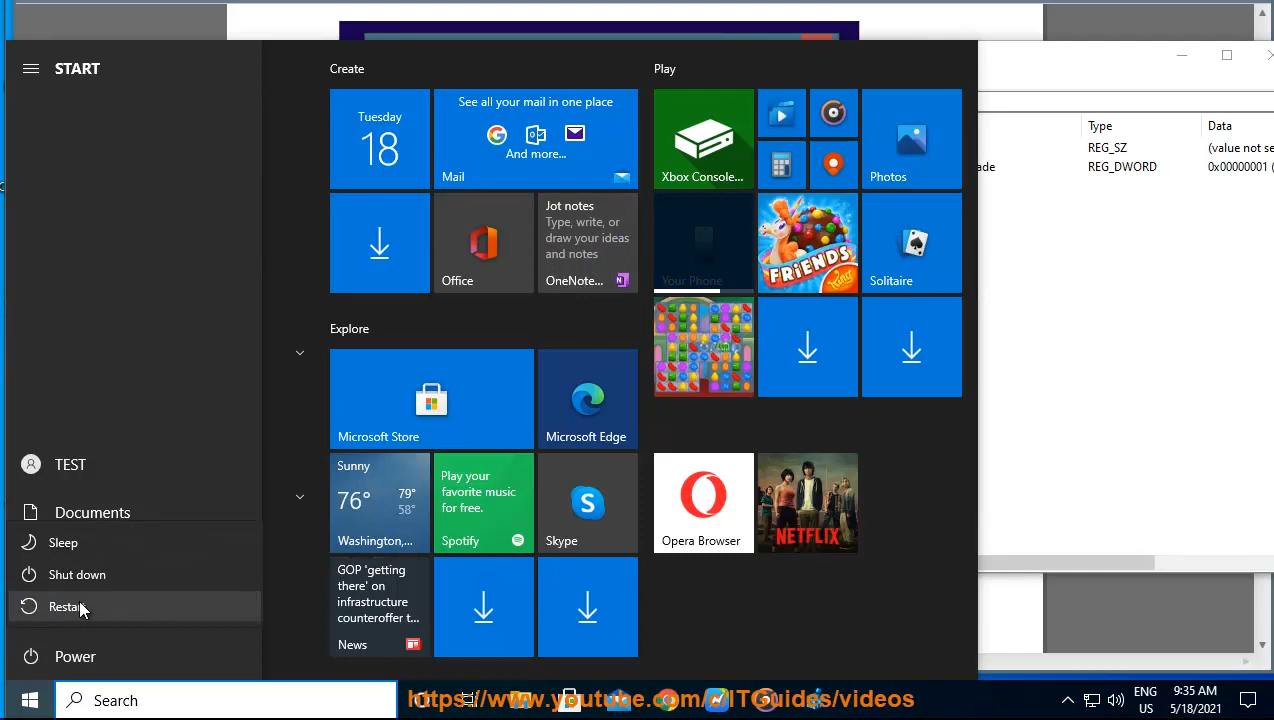 START
Create
Play
Type
Data
REG_SZ
(value not se
ade
REG_DWORD
0x00000001 (
Tuesday
18
See all your mail in one place
And more...
Mail
Xbox Console...
Photos
Office
Jot notes
Type, write, or
draw your ideas
and notes
OneNote...
Your Phone
FRIENDS
King
Solitaire
Explore
Microsoft Store
Microsoft Edge
TEST
Documents
Sleep
Shut down
Restart
Power
Sunny
76°
79°
58°
Washington,...
Play your
favorite music
for free.
Spotify
Skype
Opera Browser
NETFLIX
GOP 'getting
there' on
infrastructure
counteroffer t...
News
Search
https://www.youtube.com/c/ITGuides/videos
ENG
US
9:35 AM
5/18/2021